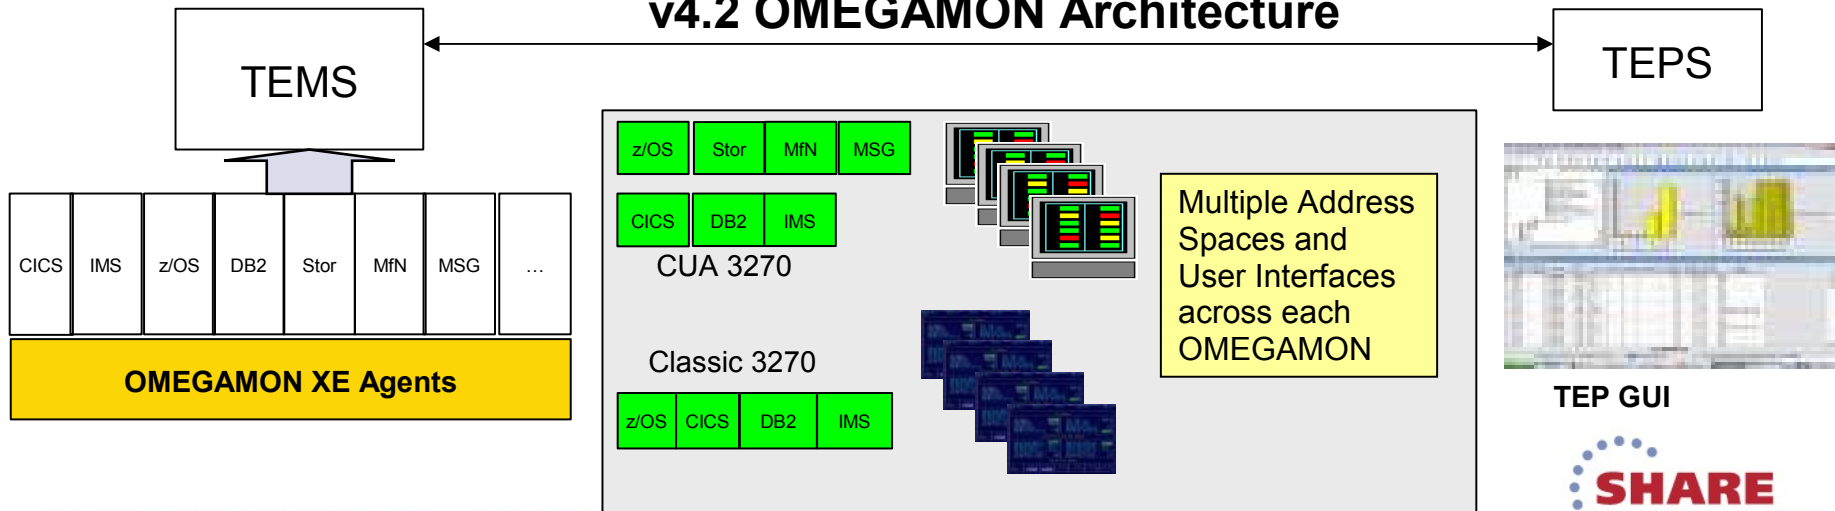 v4.2 OMEGAMON Architecture
TEMS
TEPS
z/OS Stor MfN MSG
CICS DB2 IMS
CUA 3270
Multiple Address
Spaces and
User Interfaces
across each
OMEGAMON
CICS IMS z/OS DB2 Stor MfN MSG ...
OMEGAMON XE Agents
Classic 3270
z/OS CICS DB2 IMS
TEP GUI
SHARE